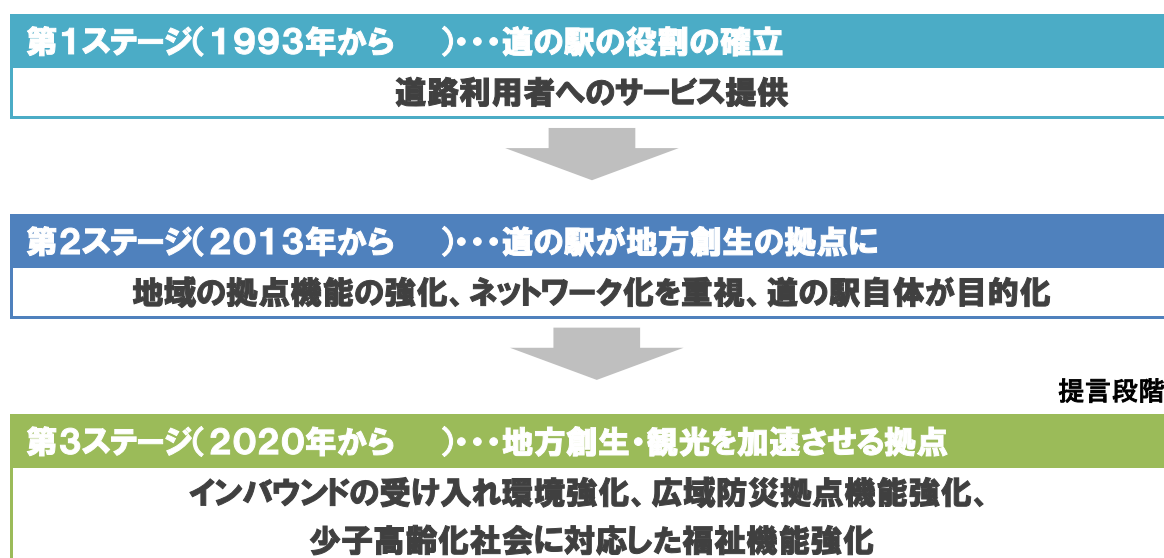 第1ステージ(1993年から　)・・・道の駅の役割の確立
道路利用者へのサービス提供
第2ステージ(2013年から　)・・・道の駅が地方創生の拠点に
地域の拠点機能の強化、ネットワーク化を重視、道の駅自体が目的化
提言段階
第3ステージ(2020年から　)・・・地方創生・観光を加速させる拠点
インバウンドの受け入れ環境強化、広域防災拠点機能強化、
少子高齢化社会に対応した福祉機能強化